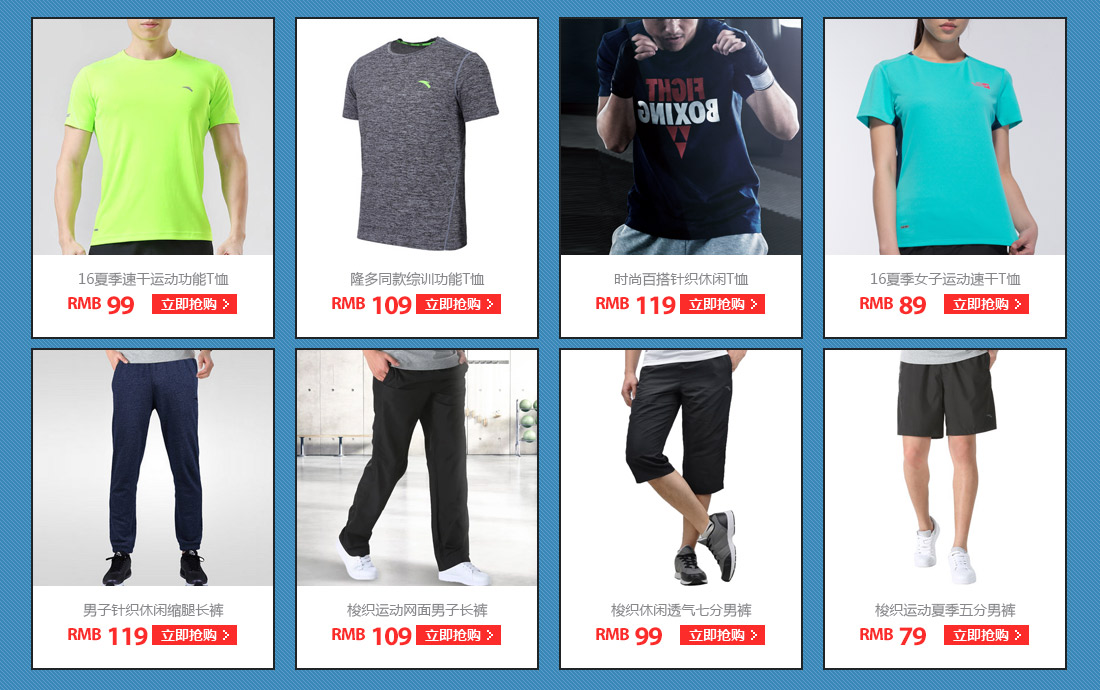 FIGHT
BOXING
16夏季速干运动功能T恤
RMB 99 立即抢购
隆多同款综训功能T恤
RMB 109 立即抢购
时尚百搭针织休闲T恤
RMB 119 立即抢购
16夏季女子运动速干T恤
RMB 89 立即抢购
男子针织休闲缩腿长裤
RMB 119 立即抢购
梭织运动网面男子长裤
RMB 109 立即抢购
梭织休闲透气七分男裤
RMB 99 立即抢购
梭织运动夏季五分男裤
RMB 79 立即抢购